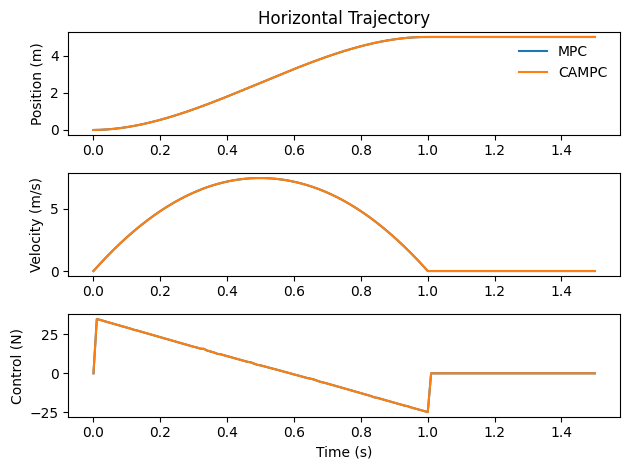 Horizontal Trajectory
Position (m)
4
2
0
MPC
CAMPC
0.0 0.2 0.4 0.6 0.8 1.0 1.2 1.4
Velocity (m/s)
5
0
0.0 0.2 0.4 0.6 0.8 1.0 1.2 1.4
Control (N)
25
0
−25
0.0 0.2 0.4 0.6 0.8 1.0 1.2 1.4
Time (s)